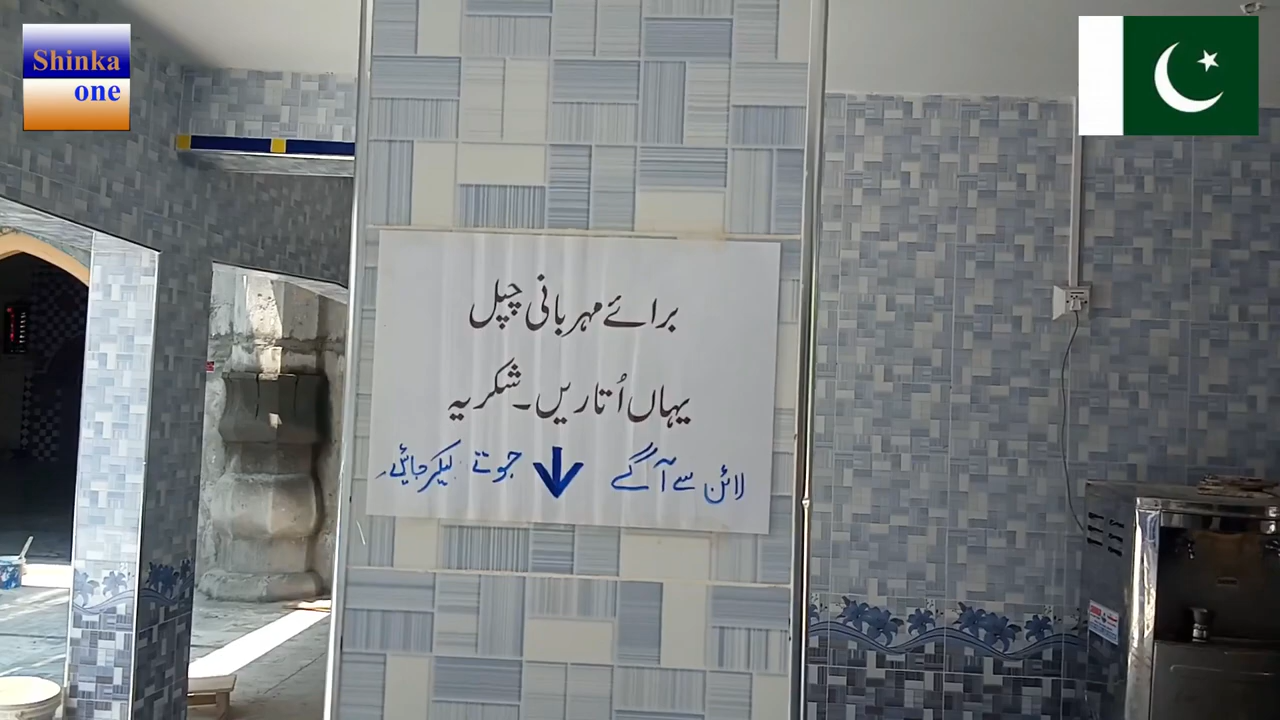 Shinka
one
برائے مہربانی چپل
یہاں اُتاریں۔ شکریہ
لائن سے آگے جوتے لیکر جائیے۔